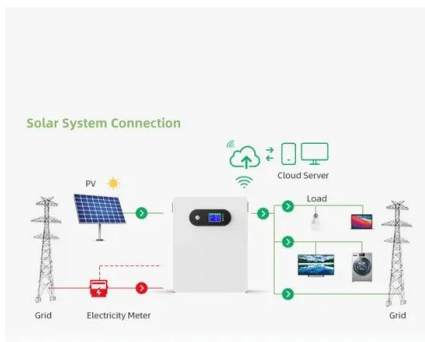 Solar System Connection
PV
Cloud Server
Load
Grid
Electricity Meter
Grid